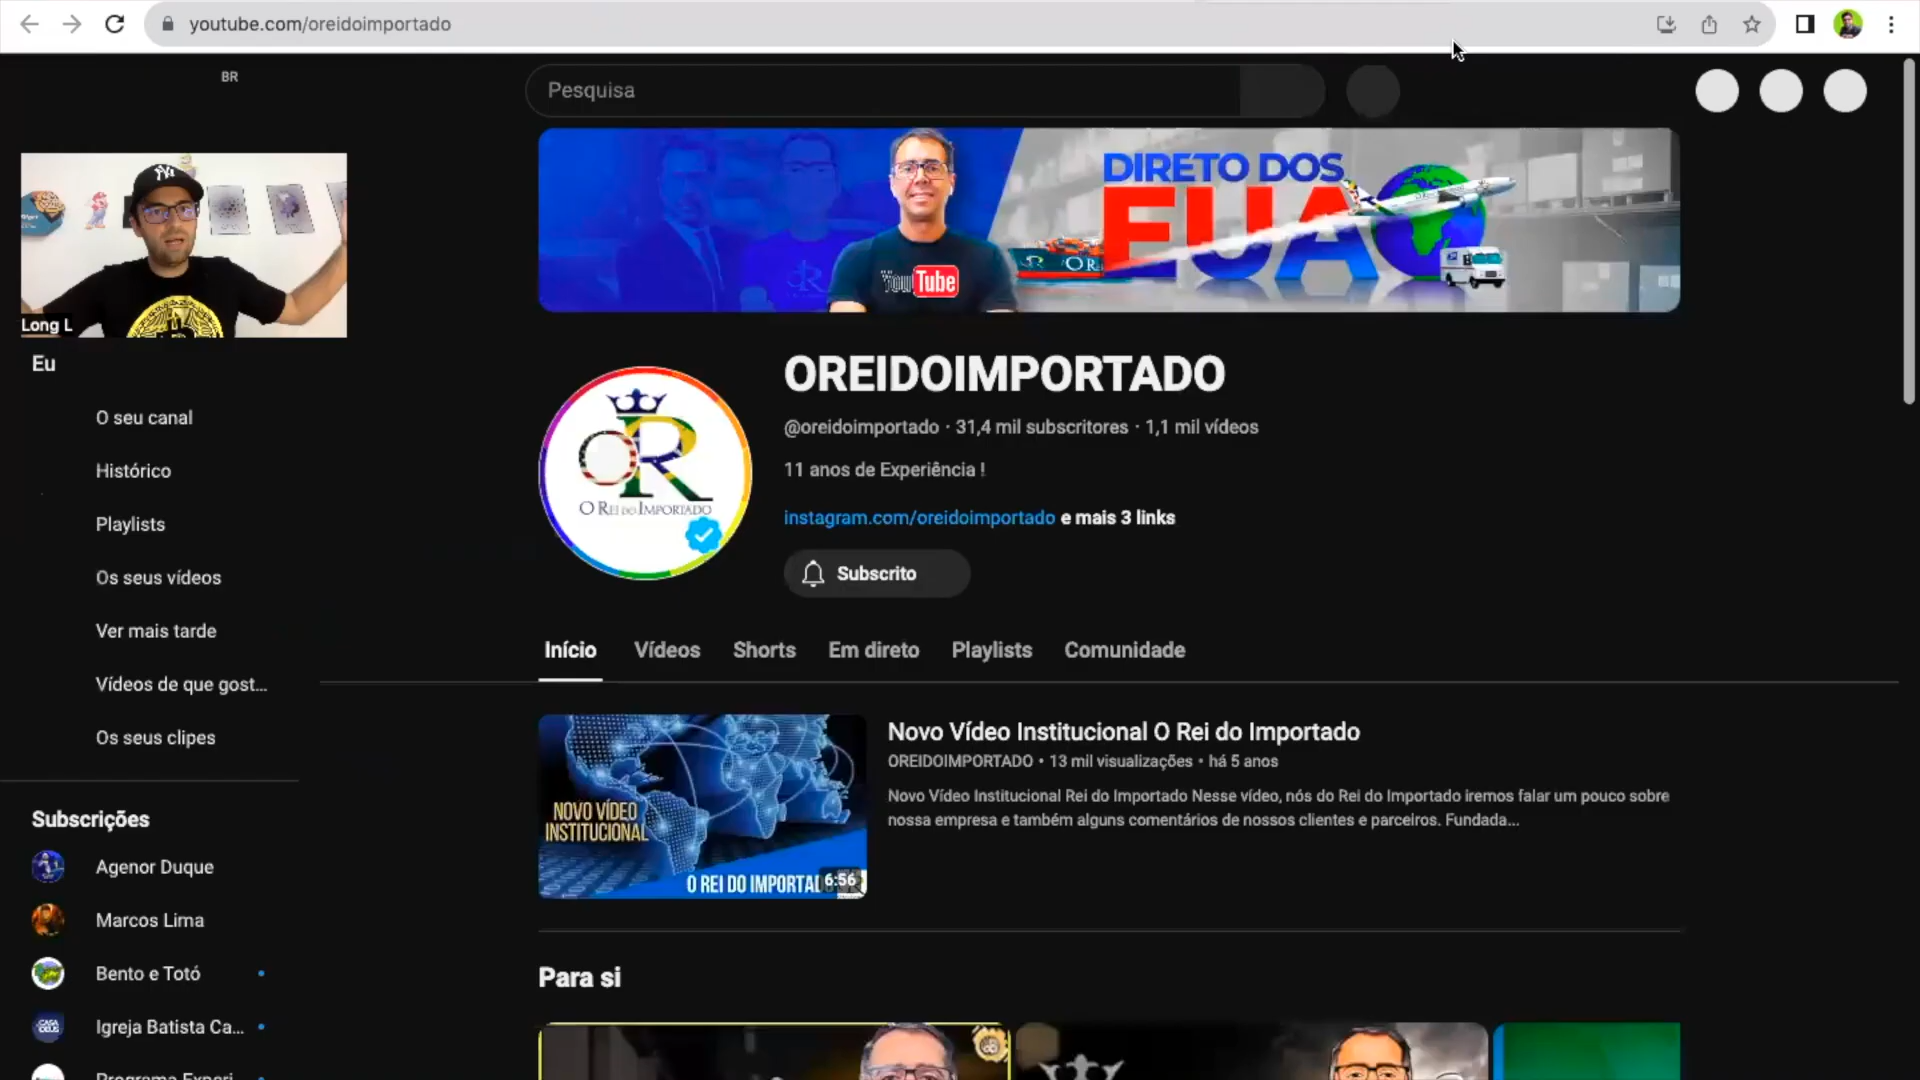 youtube.com/oreidoimportado
BR
Pesquisa
DIRETO DOS
EUA
YouTube
Long L
Eu
O seu canal
Histórico
Playlists
Os seus vídeos
Ver mais tarde
Vídeos de que gost...
Os seus clipes
Subscrições
Agenor Duque
Marcos Lima
Bento e Totó
Igreja Batista Ca...
Programa Experi...
OREIDOIMPORTADO
@oreidoimportado · 31,4 mil subscritores · 1,1 mil vídeos
11 anos de Experiência !
instagram.com/oreidoimportado e mais 3 links
Subscrito
OR
O REI DO IMPORTADO
Início Vídeos Shorts Em direto Playlists Comunidade
NOVO VÍDEO
INSTITUCIONAL
O REI DO IMPORTA
6:56
Novo Vídeo Institucional O Rei do Importado
OREIDOIMPORTADO • 13 mil visualizações • há 5 anos
Novo Vídeo Institucional Rei do Importado Nesse vídeo, nós do Rei do Importado iremos falar um pouco sobre
nossa empresa e também alguns comentários de nossos clientes e parceiros. Fundada...
Para si